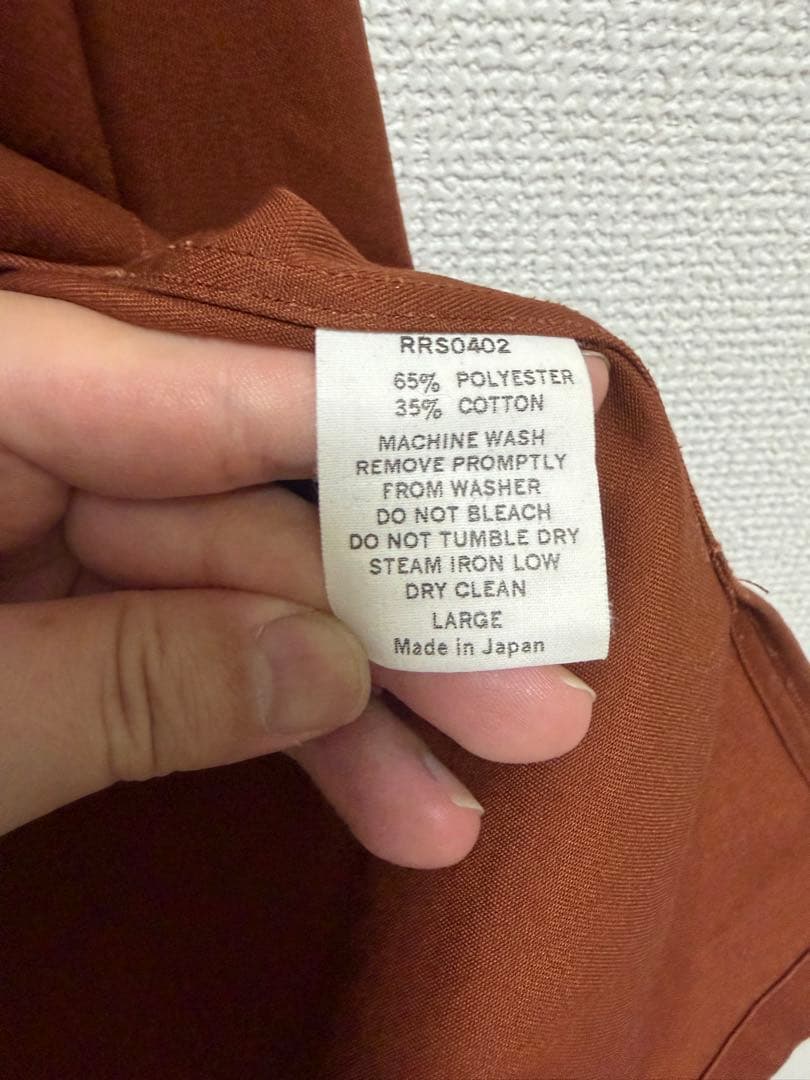 RRS0402
65% POLYESTER
35% COTTON
MACHINE WASH
REMOVE PROMPTLY
FROM WASHER
DO NOT BLEACH
DO NOT TUMBLE DRY
STEAM IRON LOW
DRY CLEAN
LARGE
Made in Japan